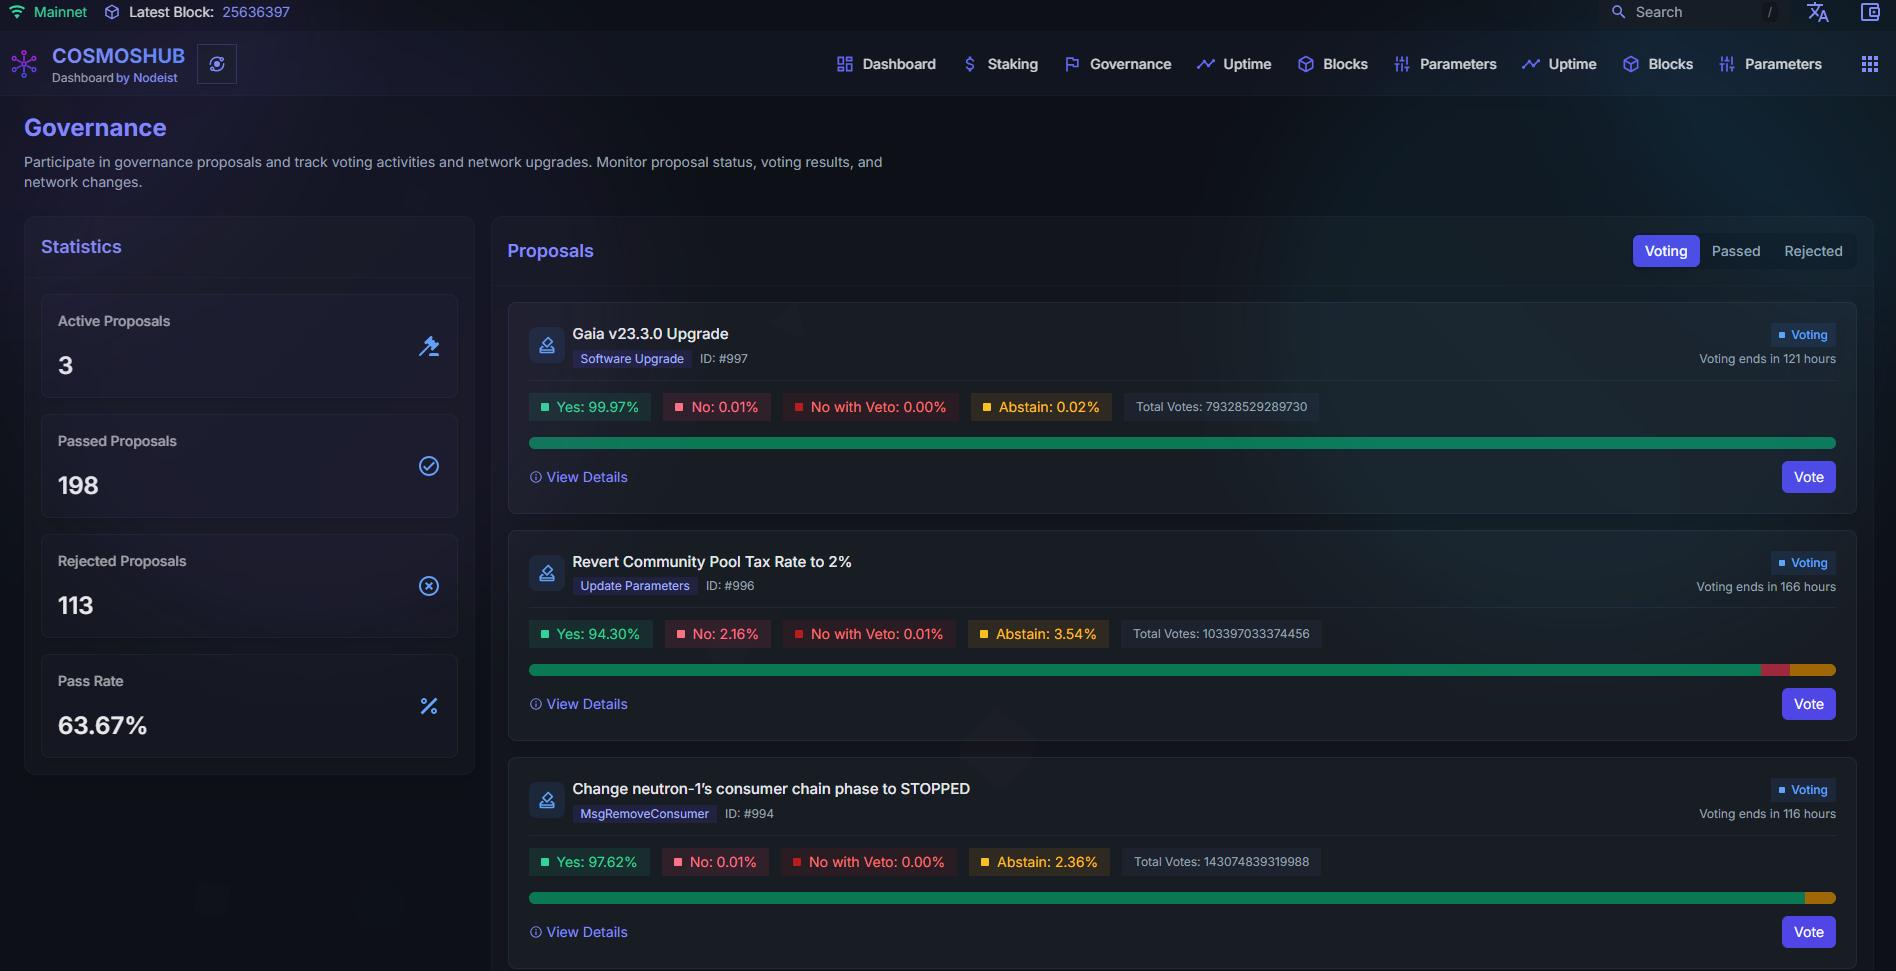 Mainnet Latest Block: 25636397 Search /
COSMOSHUB
Dashboard by Nodeist
Dashboard Staking Governance Uptime Blocks Parameters Uptime Blocks Parameters
Governance
Participate in governance proposals and track voting activities and network upgrades. Monitor proposal status, voting results, and
network changes.
Statistics
Active Proposals
3
Passed Proposals
198
Rejected Proposals
113
Pass Rate
63.67%
Proposals
Voting Passed Rejected
Gaia v23.3.0 Upgrade
Voting
Software Upgrade ID: #997
Voting ends in 121 hours
Yes: 99.97% No: 0.01% No with Veto: 0.00% Abstain: 0.02% Total Votes: 79328529289730
View Details
Vote
Revert Community Pool Tax Rate to 2%
Voting
Update Parameters ID: #996
Voting ends in 166 hours
Yes: 94.30% No: 2.16% No with Veto: 0.01% Abstain: 3.54% Total Votes: 103397033374456
View Details
Vote
Change neutron-1’s consumer chain phase to STOPPED
Voting
MsgRemoveConsumer ID: #994
Voting ends in 116 hours
Yes: 97.62% No: 0.01% No with Veto: 0.00% Abstain: 2.36% Total Votes: 143074839319988
View Details
Vote